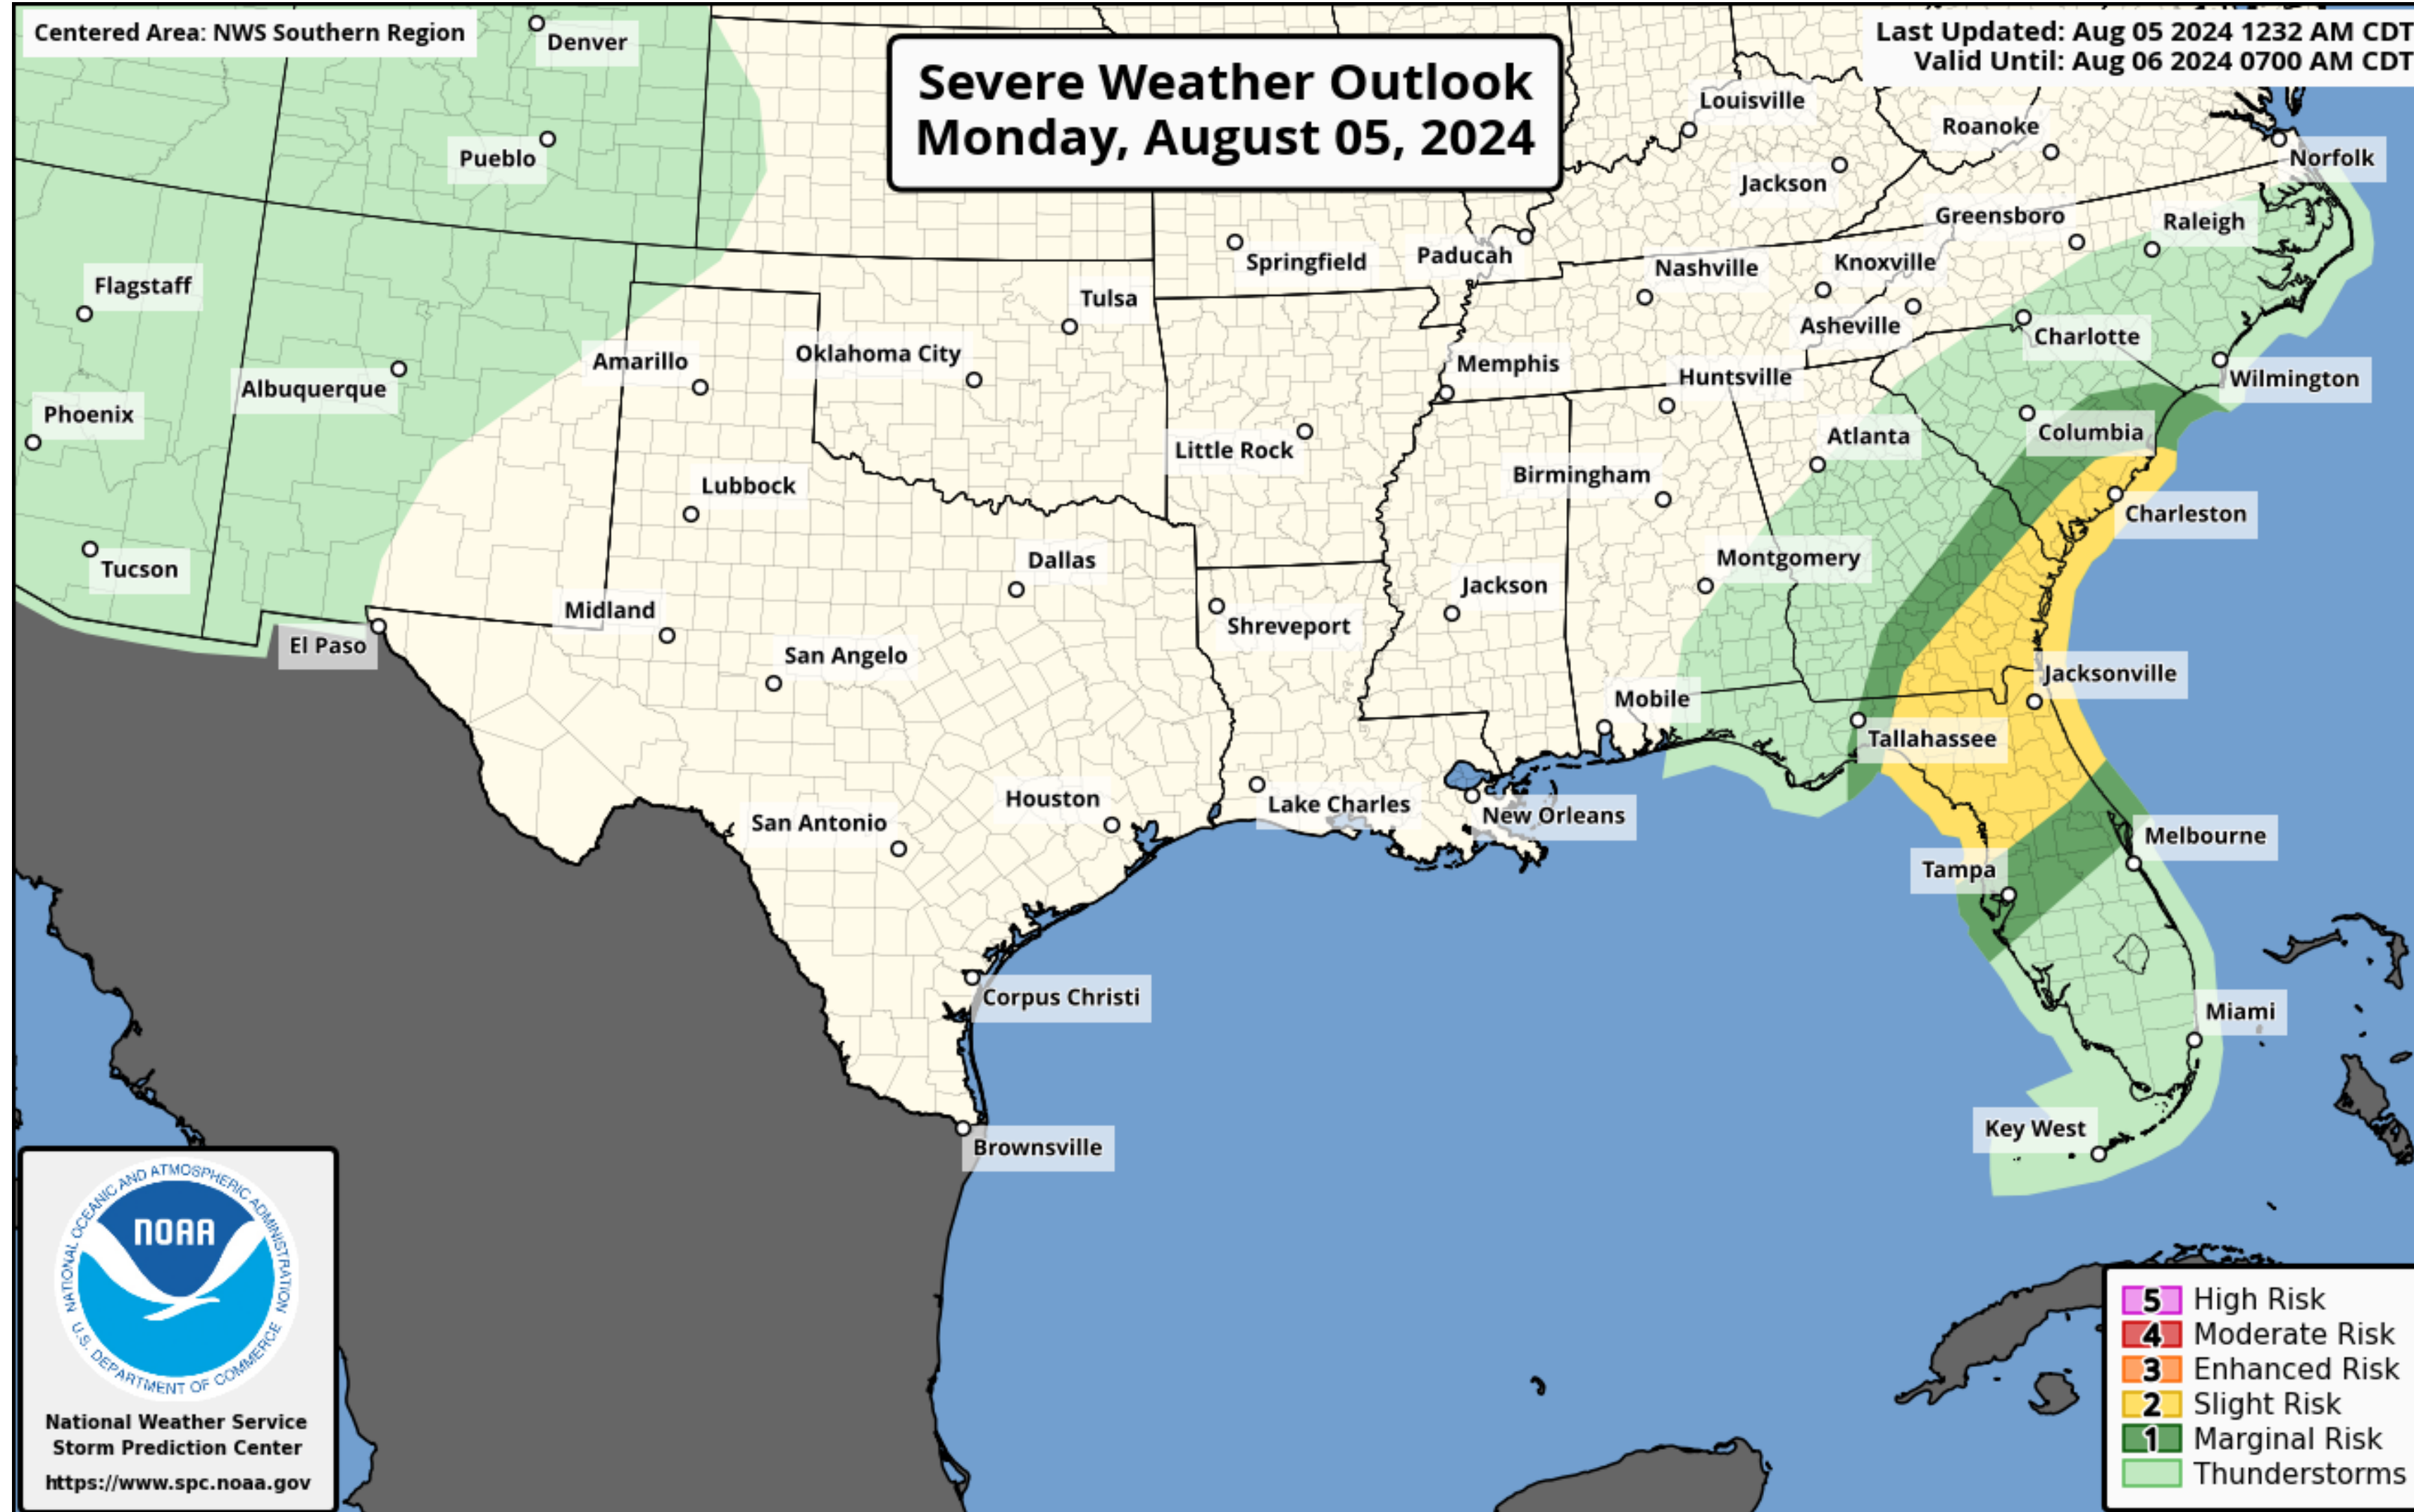 Centered Area: NWS Southern Region
Last Updated: Aug 05 2024 1232 AM CDT
Valid Until: Aug 06 2024 0700 AM CDT
Severe Weather Outlook
Monday, August 05, 2024
Denver
Pueblo
Louisville
Roanoke
Norfolk
Jackson
Greensboro
Raleigh
Springfield
Paducah
Nashville
Knoxville
Flagstaff
Tulsa
Asheville
Charlotte
Amarillo
Oklahoma City
Memphis
Huntsville
Wilmington
Albuquerque
Phoenix
Little Rock
Atlanta
Columbia
Lubbock
Birmingham
Charleston
Tucson
Dallas
Montgomery
Midland
Jackson
El Paso
Shreveport
San Angelo
Jacksonville
Mobile
Tallahassee
Houston
Lake Charles
New Orleans
San Antonio
Melbourne
Tampa
Corpus Christi
Miami
Key West
Brownsville
NATIONAL OCEANIC AND ATMOSPHERIC ADMINISTRATION
NOAA
U.S. DEPARTMENT OF COMMERCE
National Weather Service
Storm Prediction Center
https://www.spc.noaa.gov
5 High Risk
4 Moderate Risk
3 Enhanced Risk
2 Slight Risk
1 Marginal Risk
Thunderstorms